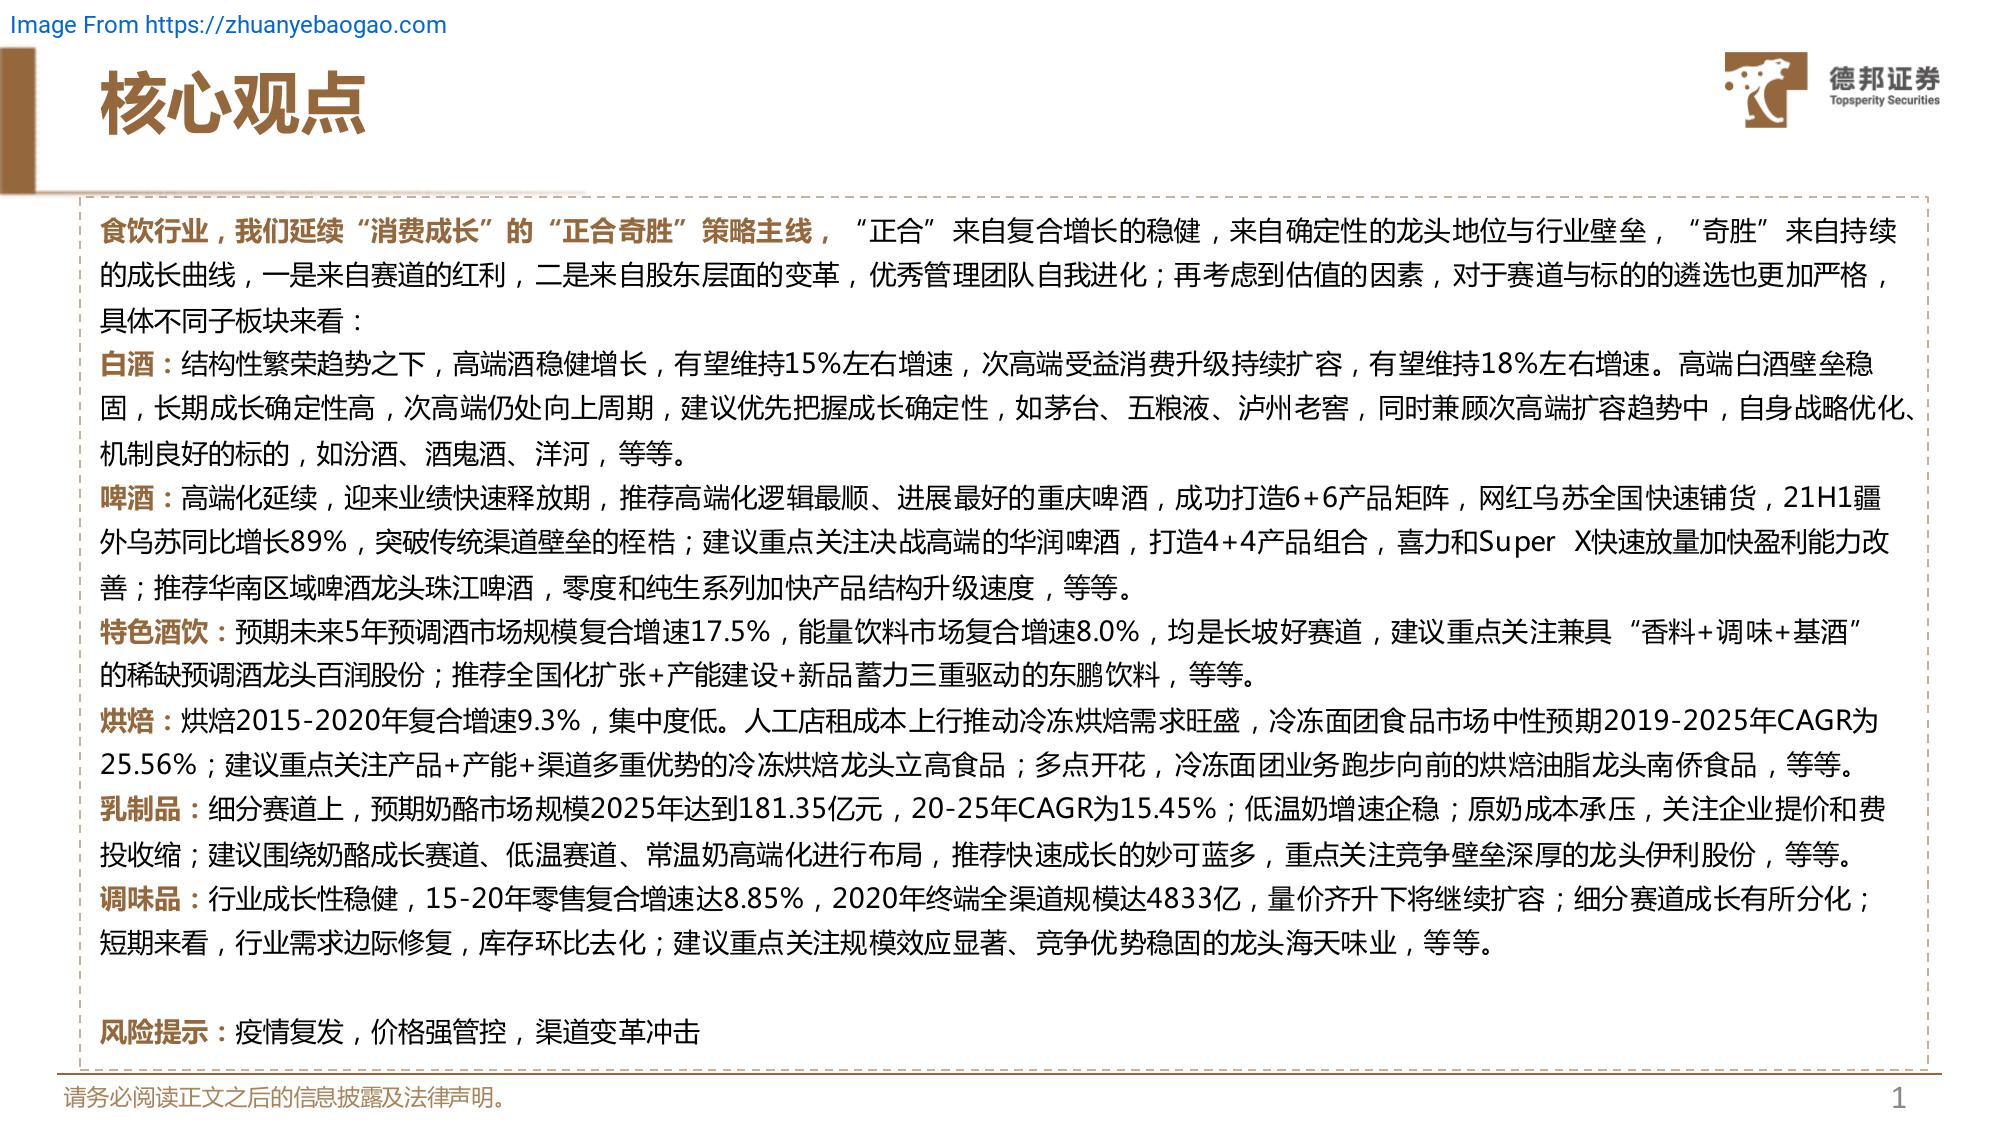 Image From https://zhuanyebaogao.com
核心观点
德邦证券
Topsperity Securities
食饮行业，我们延续“消费成长”的“正合奇胜”策略主线，“正合”来自复合增长的稳健，来自确定性的龙头地位与行业壁垒，“奇胜”来自持续
的成长曲线，一是来自赛道的红利，二是来自股东层面的变革，优秀管理团队自我进化；再考虑到估值的因素，对于赛道与标的的遴选也更加严格，
具体不同子板块来看：
白酒：结构性繁荣趋势之下，高端酒稳健增长，有望维持15%左右增速，次高端受益消费升级持续扩容，有望维持18%左右增速。高端白酒壁垒稳
固，长期成长确定性高，次高端仍处向上周期，建议优先把握成长确定性，如茅台、五粮液、泸州老窖，同时兼顾次高端扩容趋势中，自身战略优化、
机制良好的标的，如汾酒、酒鬼酒、洋河，等等。
啤酒：高端化延续，迎来业绩快速释放期，推荐高端化逻辑最顺、进展最好的重庆啤酒，成功打造6+6产品矩阵，网红乌苏全国快速铺货，21H1疆
外乌苏同比增长89%，突破传统渠道壁垒的桎梏；建议重点关注决战高端的华润啤酒，打造4+4产品组合，喜力和Super X快速放量加快盈利能力改
善；推荐华南区域啤酒龙头珠江啤酒，零度和纯生系列加快产品结构升级速度，等等。
特色酒饮：预期未来5年预调酒市场规模复合增速17.5%，能量饮料市场复合增速8.0%，均是长坡好赛道，建议重点关注兼具“香料+调味+基酒”
的稀缺预调酒龙头百润股份；推荐全国化扩张+产能建设+新品蓄力三重驱动的东鹏饮料，等等。
烘焙：烘焙2015-2020年复合增速9.3%，集中度低。人工店租成本上行推动冷冻烘焙需求旺盛，冷冻面团食品市场中性预期2019-2025年CAGR为
25.56%；建议重点关注产品+产能+渠道多重优势的冷冻烘焙龙头立高食品；多点开花，冷冻面团业务跑步向前的烘焙油脂龙头南侨食品，等等。
乳制品：细分赛道上，预期奶酪市场规模2025年达到181.35亿元，20-25年CAGR为15.45%；低温奶增速企稳；原奶成本承压，关注企业提价和费
投收缩；建议围绕奶酪成长赛道、低温赛道、常温奶高端化进行布局，推荐快速成长的妙可蓝多，重点关注竞争壁垒深厚的龙头伊利股份，等等。
调味品：行业成长性稳健，15-20年零售复合增速达8.85%，2020年终端全渠道规模达4833亿，量价齐升下将继续扩容；细分赛道成长有所分化；
短期来看，行业需求边际修复，库存环比去化；建议重点关注规模效应显著、竞争优势稳固的龙头海天味业，等等。
风险提示：疫情复发，价格强管控，渠道变革冲击
请务必阅读正文之后的信息披露及法律声明。
1